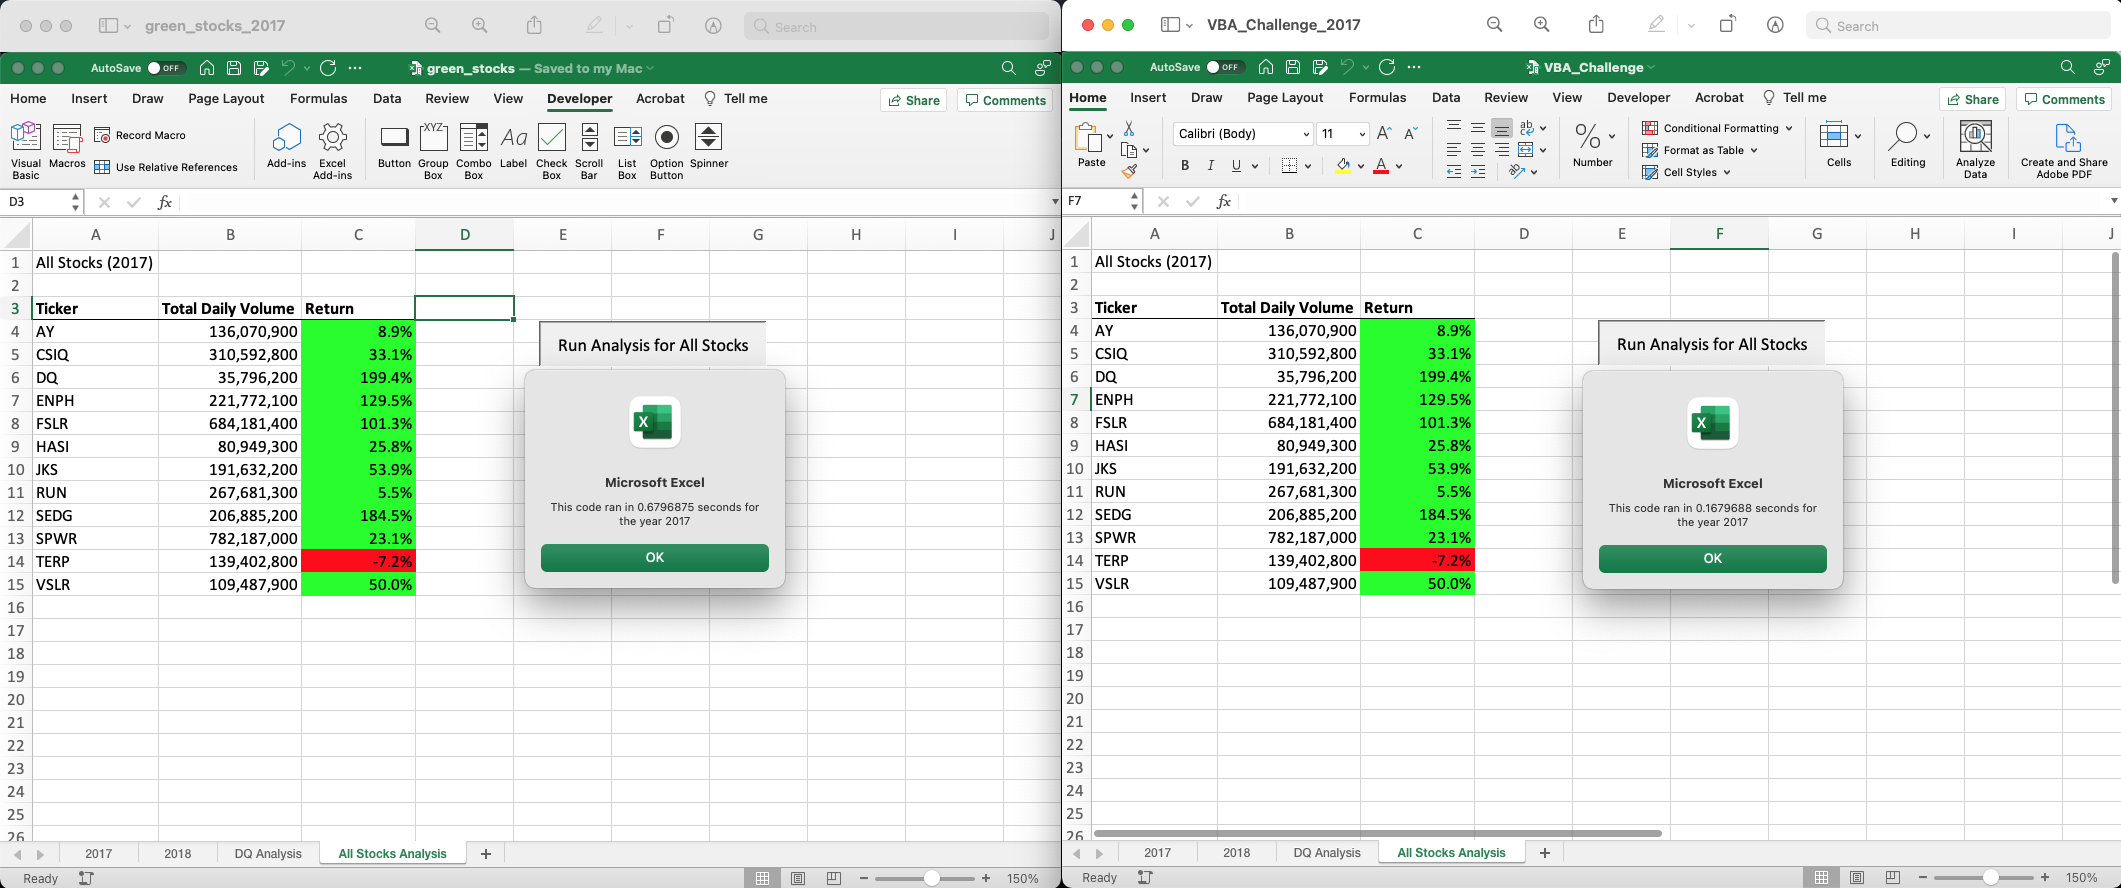 green_stocks_2017
Search
AutoSave OFF
green_stocks — Saved to my Mac
Home Insert Draw Page Layout Formulas Data Review View Developer Acrobat Tell me
Share Comments
Visual Basic
Macros
Record Macro
Use Relative References
Add-ins
Excel Add-ins
Button
Group Box
Combo Box
Label
Check Box
Scroll Bar
List Box
Option Button
Spinner
D3
fx
A B C D E F G H I J
1 All Stocks (2017)
2
3 Ticker Total Daily Volume Return
4 AY 136,070,900 8.9%
5 CSIQ 310,592,800 33.1%
6 DQ 35,796,200 199.4%
7 ENPH 221,772,100 129.5%
8 FSLR 684,181,400 101.3%
9 HASI 80,949,300 25.8%
10 JKS 191,632,200 53.9%
11 RUN 267,681,300 5.5%
12 SEDG 206,885,200 184.5%
13 SPWR 782,187,000 23.1%
14 TERP 139,402,800 -7.2%
15 VSLR 109,487,900 50.0%
16
17
18
19
20
21
22
23
24
25
26
Run Analysis for All Stocks
X
Microsoft Excel
This code ran in 0.6796875 seconds for
the year 2017
OK
2017 2018 DQ Analysis All Stocks Analysis +
Ready
150%
VBA_Challenge_2017
Search
AutoSave OFF
VBA_Challenge
Home Insert Draw Page Layout Formulas Data Review View Developer Acrobat Tell me
Share Comments
Paste
Calibri (Body) 11
B I U
ab
Number
Conditional Formatting
Format as Table
Cell Styles
Cells
Editing
Analyze Data
Create and Share Adobe PDF
F7
fx
A B C D E F G H I J
1 All Stocks (2017)
2
3 Ticker Total Daily Volume Return
4 AY 136,070,900 8.9%
5 CSIQ 310,592,800 33.1%
6 DQ 35,796,200 199.4%
7 ENPH 221,772,100 129.5%
8 FSLR 684,181,400 101.3%
9 HASI 80,949,300 25.8%
10 JKS 191,632,200 53.9%
11 RUN 267,681,300 5.5%
12 SEDG 206,885,200 184.5%
13 SPWR 782,187,000 23.1%
14 TERP 139,402,800 -7.2%
15 VSLR 109,487,900 50.0%
16
17
18
19
20
21
22
23
24
25
26
Run Analysis for All Stocks
X
Microsoft Excel
This code ran in 0.1679688 seconds for
the year 2017
OK
2017 2018 DQ Analysis All Stocks Analysis +
Ready
150%